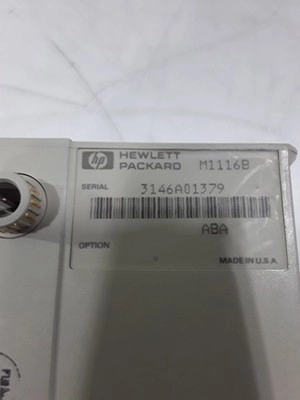 hp HEWLETT
PACKARD M1116B
SERIAL 3146A01379
ABA
OPTION
MADE IN U.S.A.